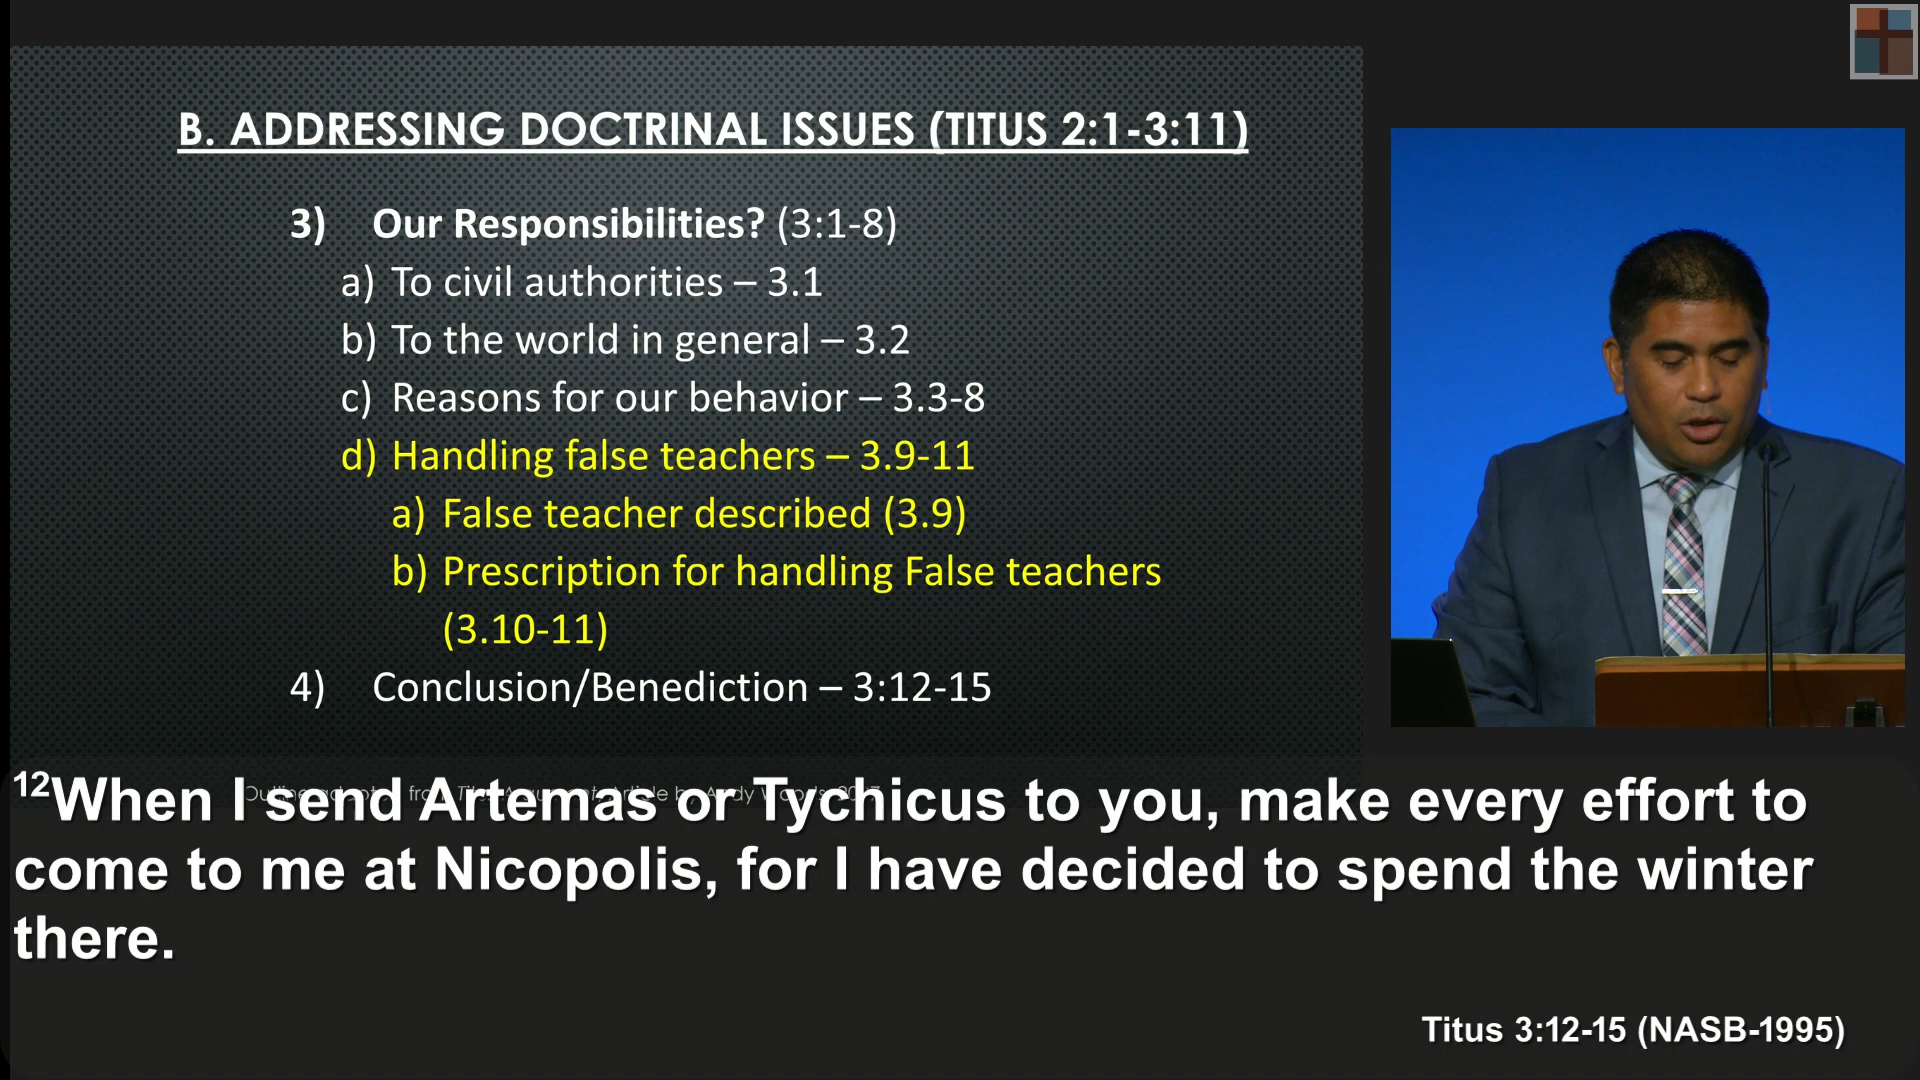 B. ADDRESSING DOCTRINAL ISSUES (TITUS 2:1-3:11)
3) Our Responsibilities? (3:1-8)
a) To civil authorities – 3.1
b) To the world in general – 3.2
c) Reasons for our behavior – 3.3-8
d) Handling false teachers – 3.9-11
a) False teacher described (3.9)
b) Prescription for handling False teachers
(3.10-11)
4) Conclusion/Benediction – 3:12-15
12When I send Artemas or Tychicus to you, make every effort to
come to me at Nicopolis, for I have decided to spend the winter
there.
Titus 3:12-15 (NASB-1995)